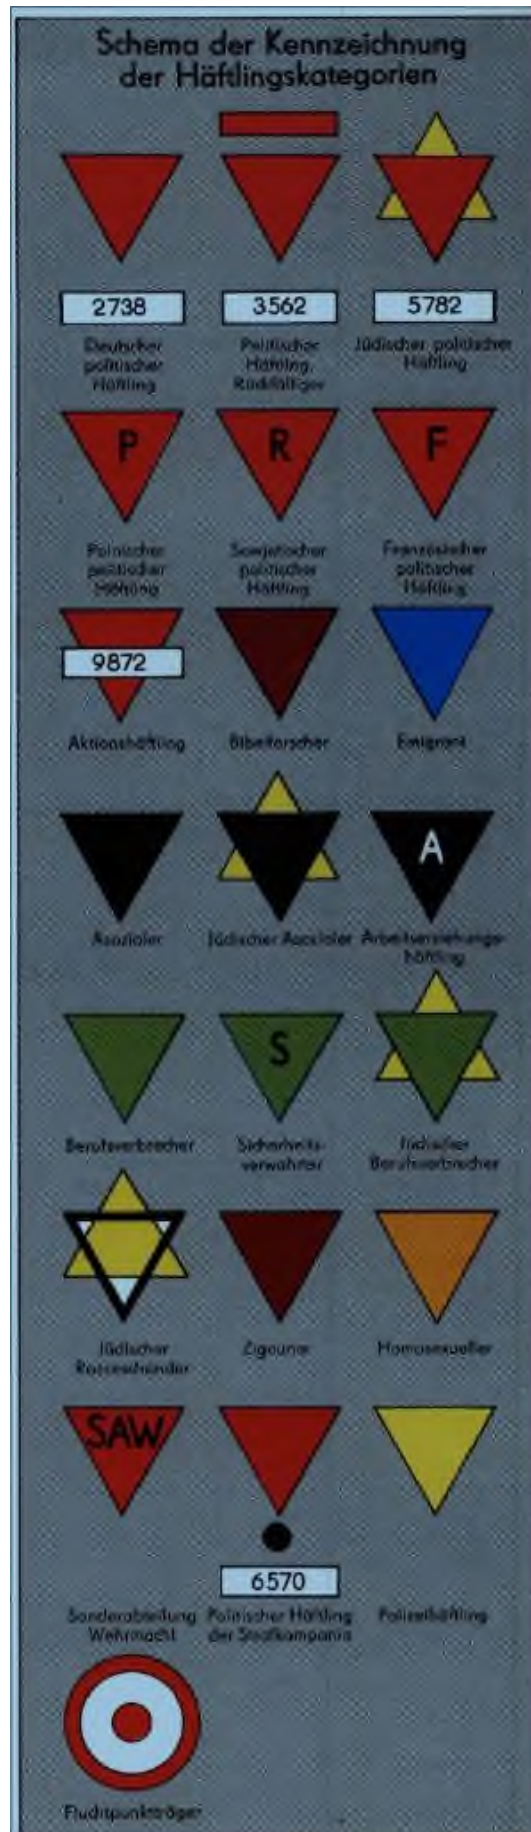 Schema der Kennzeichnung
der Häftlingskategorien
2738
3562
5782
Deutscher
politischer
Häftling
Politischer
Häftling,
Rückfälliger
Jüdischer politischer
Häftling
P
R
F
Polnischer
politischer
Häftling
Sowjetischer
politischer
Häftling
Französischer
politischer
Häftling
9872
Aktionshäftling
Bibelforscher
Emigrant
A
Asozialer
Jüdischer Asozialer
Arbeitserziehungs-
häftling
S
Berufsverbrecher
Sicherheits-
verwahrter
Jüdischer
Berufsverbrecher
Jüdischer
Rasseschänder
Zigeuner
Homosexueller
SAW
6570
Sonderabteilung
Wehrmacht
Politischer Häftling
der Strafkompanie
Polizeihäftling
Fluchtpunktträger